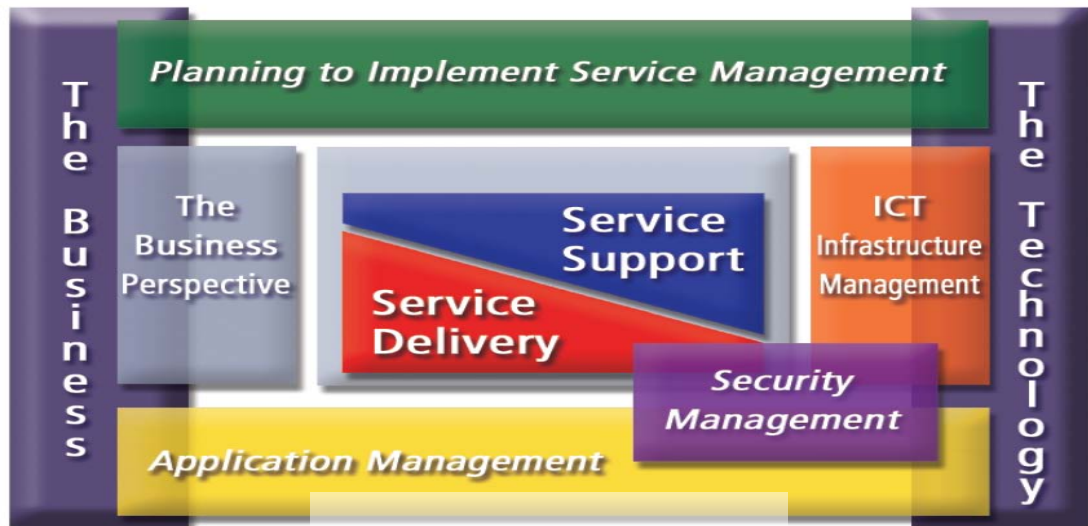 Planning to Implement Service Management
The Business
The
Business
Perspective
Service
Support
Service
Delivery
ICT
Infrastructure
Management
The Technology
Security
Management
Application Management